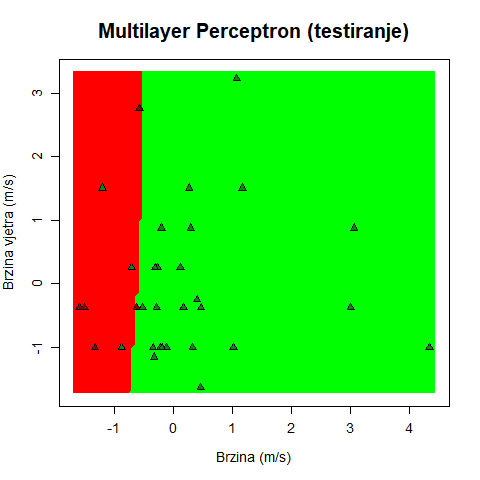 Multilayer Perceptron (testiranje)
Brzina vjetra (m/s)
3
2
1
0
-1
-1 0 1 2 3 4
Brzina (m/s)